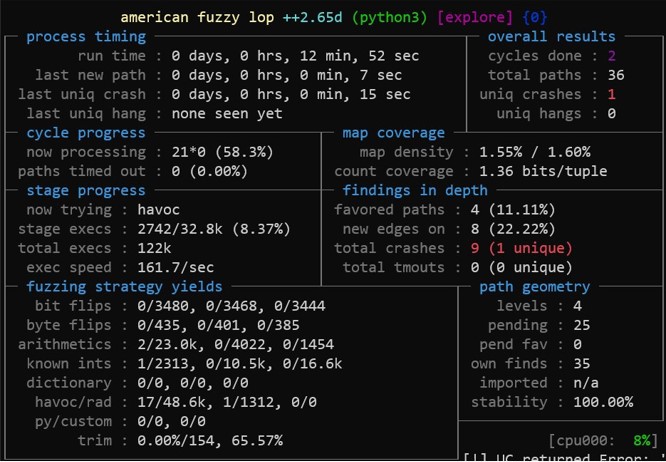 american fuzzy lop ++2.65d (python3) [explore] {0}
process timing overall results
run time : 0 days, 0 hrs, 12 min, 52 sec cycles done : 2
last new path : 0 days, 0 hrs, 0 min, 7 sec total paths : 36
last uniq crash : 0 days, 0 hrs, 0 min, 15 sec uniq crashes : 1
last uniq hang : none seen yet uniq hangs : 0
cycle progress map coverage
now processing : 21*0 (58.3%) map density : 1.55% / 1.60%
paths timed out : 0 (0.00%) count coverage : 1.36 bits/tuple
stage progress findings in depth
now trying : havoc favored paths : 4 (11.11%)
stage execs : 2742/32.8k (8.37%) new edges on : 8 (22.22%)
total execs : 122k total crashes : 9 (1 unique)
exec speed : 161.7/sec total tmouts : 0 (0 unique)
fuzzing strategy yields path geometry
bit flips : 0/3480, 0/3468, 0/3444 levels : 4
byte flips : 0/435, 0/401, 0/385 pending : 25
arithmetics : 2/23.0k, 0/4022, 0/1454 pend fav : 0
known ints : 1/2313, 0/10.5k, 0/16.6k own finds : 35
dictionary : 0/0, 0/0, 0/0 imported : n/a
havoc/rad : 17/48.6k, 1/1312, 0/0 stability : 100.00%
py/custom : 0/0, 0/0
trim : 0.00%/154, 65.57% [cpu000: 8%]
[!] UC returned Error: '